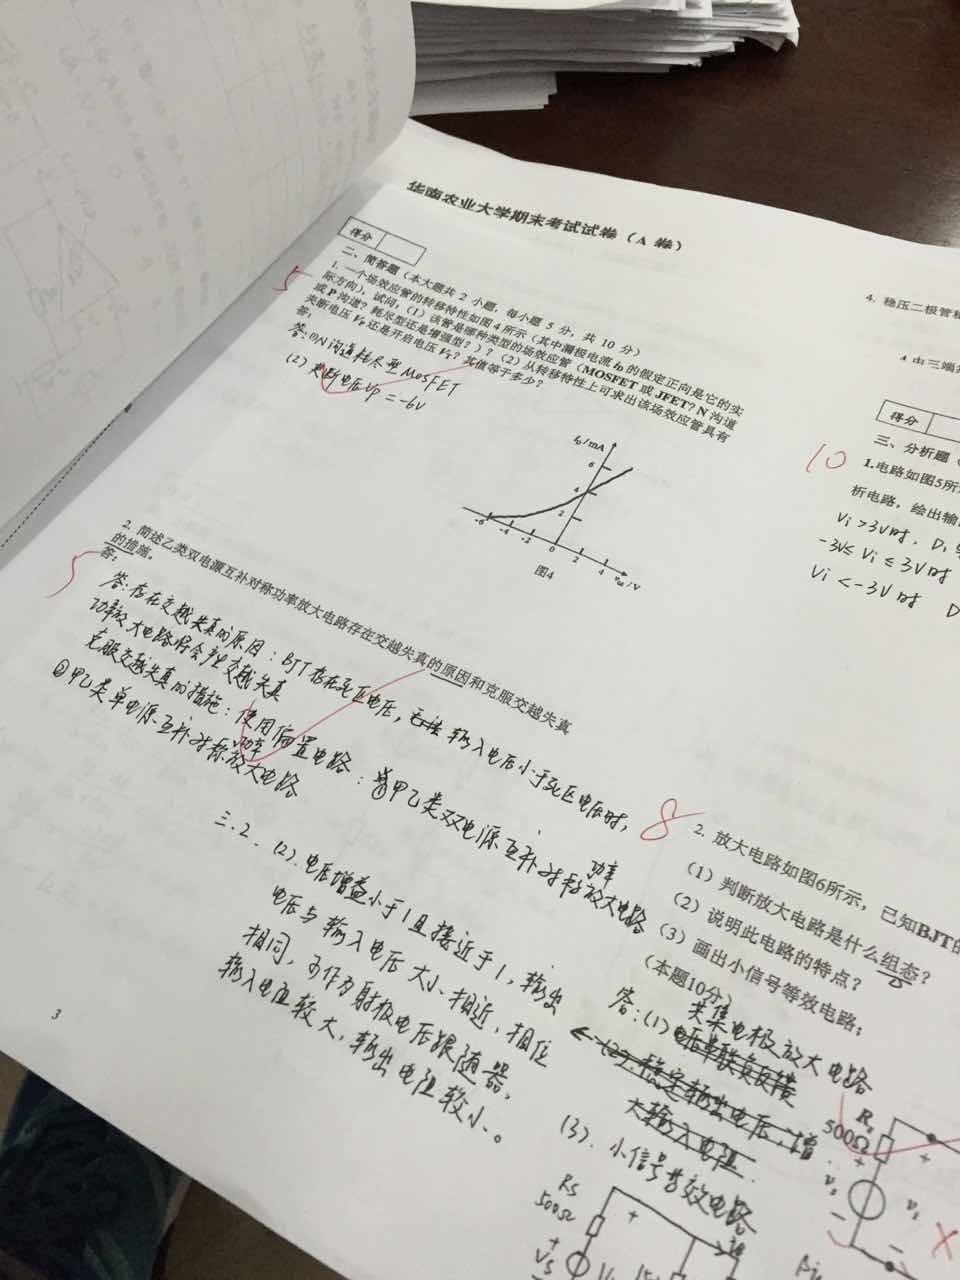 华南农业大学期末考试试卷（A 卷）
得分
二、简答题（本大题共 2 小题，每小题 5 分，共 10 分）
5
1. 一个场效应管的转移特性如图4所示（其中漏极电流 iD 的假定正向是它的实
际方向），试问：（1）该管是哪种类型的场效应管（MOSFET 或 JFET？N 沟道
或 P 沟道？耗尽型还是增强型？）？（2）从转移特性上可求出该场效应管具有
夹断电压 VP 还是开启电压 VT？其值等于多少？
答：
答：(1)N沟道耗尽型MOSFET
(2)夹断电压Vp = -6V
iD/mA
6
4
2
-6 -4 -2 0 2 4 vGS/V
图4
5
2. 简述乙类双电源互补对称功率放大电路存在交越失真的原因和克服交越失真
的措施。
答：
答：存在交越失真的原因：BJT存在死区电压，输入电压小于死区电压时，
功率放大电路将会产生交越失真
克服交越失真的措施：使用偏置电路：①甲乙类双电源互补对称功率放大电路
②甲乙类单电源互补对称功率放大电路
三.2. (2).电压增益小于1且接近于1，输出
电压与输入电压大小相近，相位
相同，可作为射极电压跟随器，
输入电阻较大，输出电阻较小。
3
4. 稳压二极管
由三端
得分
三、分析题
10
1.电路如图5所
析电路，绘出输
Vi >3V时，D1
-3V≤ Vi ≤ 3V时
Vi <-3V时 D
8
2. 放大电路如图6所示，已知BJT的
（1）判断放大电路是什么组态？
（2）说明此电路的特点？
（3）画出小信号等效电路；
（本题10分）
答：(1)共集电极放大电路
电压串联负反馈
(2).稳定输出电压，增
大输入电阻
(3). 小信号等效电路
Rs
500Ω
+
Vs
+
Rs
500Ω
+
vs
−
+
vi
−